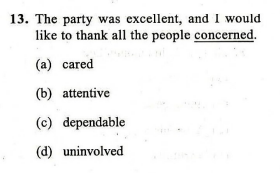 13. The party was excellent, and I would
like to thank all the people concerned.
(a) cared
(b) attentive
(c) dependable
(d) uninvolved